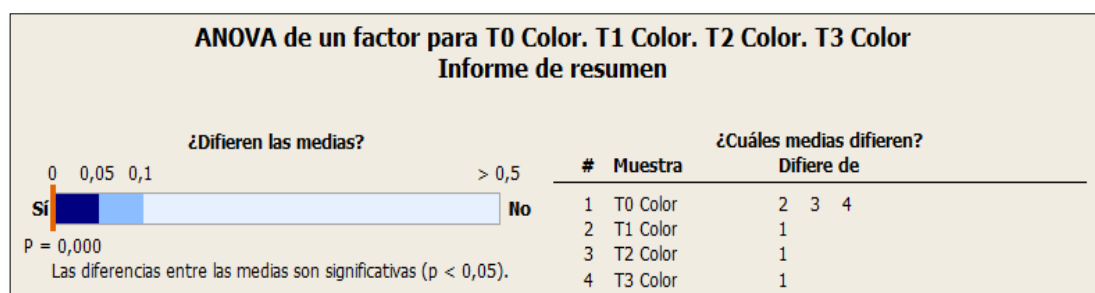 ANOVA de un factor para T0 Color. T1 Color. T2 Color. T3 Color
Informe de resumen
¿Difieren las medias?
0 0,05 0,1 > 0,5
Sí No
P = 0,000
Las diferencias entre las medias son significativas (p < 0,05).
¿Cuáles medias difieren?
# Muestra Difiere de
1 T0 Color 2 3 4
2 T1 Color 1
3 T2 Color 1
4 T3 Color 1